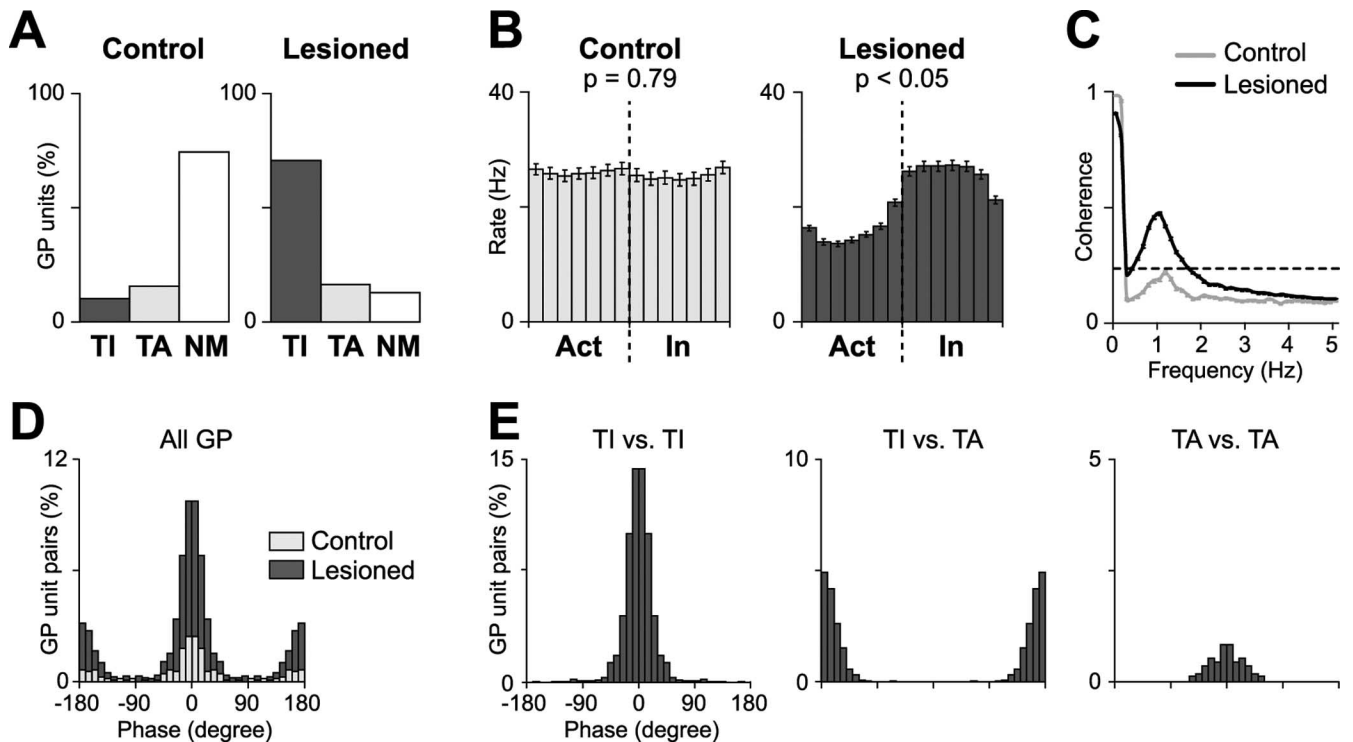 A
Control
Lesioned
100
100
GP units (%)
0
0
TI TA NM
TI TA NM
B
Control
p = 0.79
Lesioned
p < 0.05
40
40
Rate (Hz)
0
0
Act In
Act In
C
Control
Lesioned
1
Coherence
0
0 1 2 3 4 5
Frequency (Hz)
D
All GP
12
GP unit pairs (%)
Control
Lesioned
0
-180 -90 0 90 180
Phase (degree)
E
TI vs. TI
15
GP unit pairs (%)
0
-180 -90 0 90 180
Phase (degree)
TI vs. TA
10
0
TA vs. TA
5
0